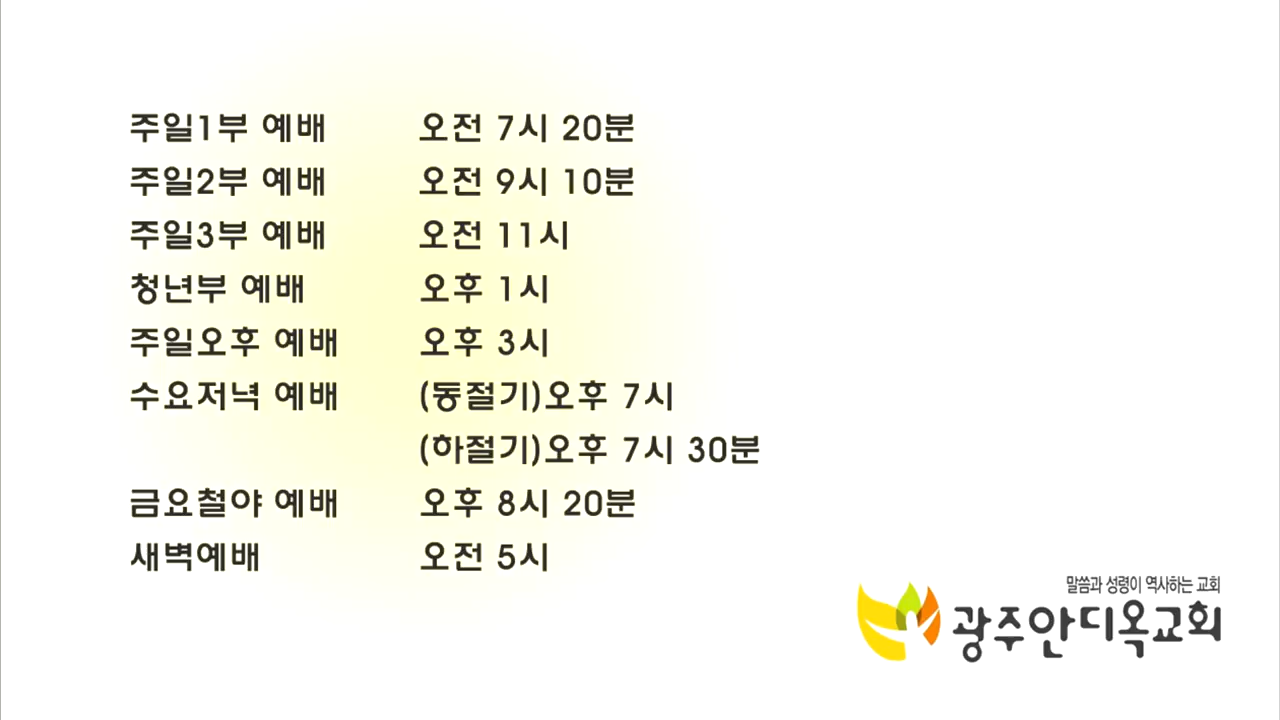 주일1부 예배 오전 7시 20분
주일2부 예배 오전 9시 10분
주일3부 예배 오전 11시
청년부 예배 오후 1시
주일오후 예배 오후 3시
수요저녁 예배 (동절기)오후 7시
(하절기)오후 7시 30분
금요철야 예배 오후 8시 20분
새벽예배 오전 5시
말씀과 성령이 역사하는 교회
광주안디옥교회